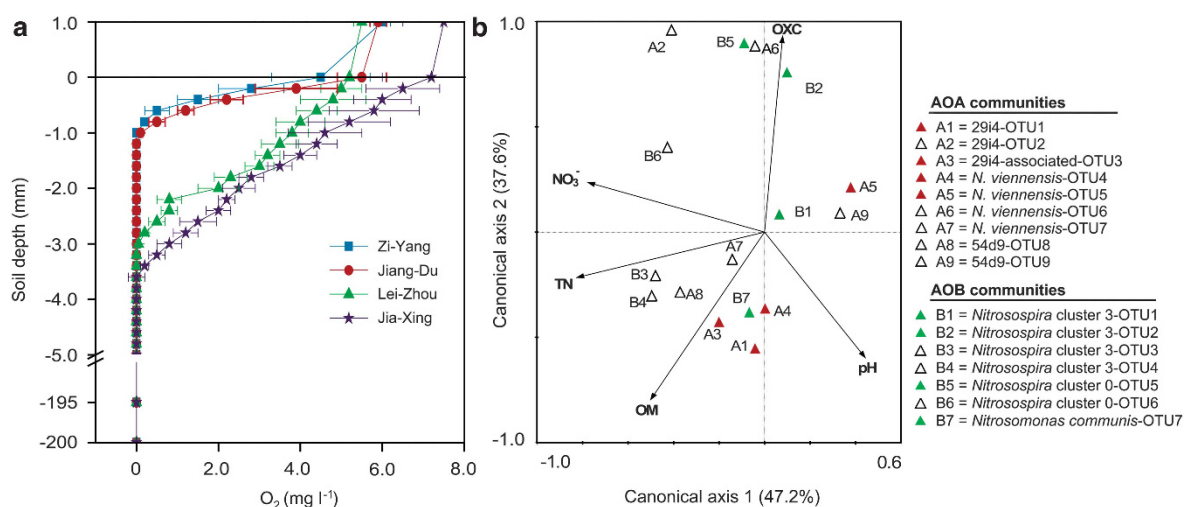 a
1.0
0
-1.0
-2.0
-3.0
-4.0
-5.0
-195
-200
Soil depth (mm)
0
2.0
4.0
6.0
8.0
O2 (mg l-1)
Zi-Yang
Jiang-Du
Lei-Zhou
Jia-Xing
b
1.0
-1.0
Canonical axis 2 (37.6%)
-1.0
0.6
Canonical axis 1 (47.2%)
OXC
A2
B5
A6
B2
B6
NO3-
A5
B1
A9
A7
TN
B3
B4
A8
B7
A4
A3
A1
pH
OM
AOA communities
A1 = 29i4-OTU1
A2 = 29i4-OTU2
A3 = 29i4-associated-OTU3
A4 = N. viennensis-OTU4
A5 = N. viennensis-OTU5
A6 = N. viennensis-OTU6
A7 = N. viennensis-OTU7
A8 = 54d9-OTU8
A9 = 54d9-OTU9
AOB communities
B1 = Nitrosospira cluster 3-OTU1
B2 = Nitrosospira cluster 3-OTU2
B3 = Nitrosospira cluster 3-OTU3
B4 = Nitrosospira cluster 3-OTU4
B5 = Nitrosospira cluster 0-OTU5
B6 = Nitrosospira cluster 0-OTU6
B7 = Nitrosomonas communis-OTU7